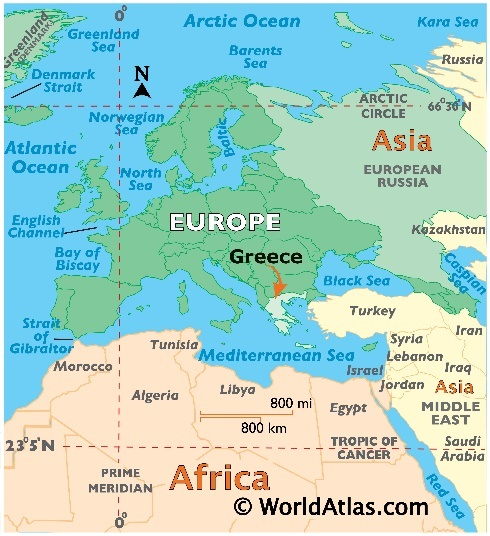 0°
Arctic Ocean
Kara Sea
Greenland
(DENMARK)
Greenland
Sea
Barents
Sea
Russia
Denmark
Strait
N
ARCTIC
CIRCLE
66°30'N
Norwegian
Sea
Atlantic
Ocean
Baltic
Asia
North
Sea
EUROPEAN
RUSSIA
English
Channel
EUROPE
Kazakhstan
Bay of
Biscay
Greece
Caspian
Sea
Black Sea
Turkey
Strait
of
Gibraltar
Tunisia
Mediterranean Sea
Syria
Iran
Lebanon
Morocco
Israel
Iraq
Jordan
Asia
Algeria
Libya
800 mi
800 km
Egypt
MIDDLE
EAST
23°5'N
TROPIC OF
CANCER
Saudi
Arabia
PRIME
MERIDIAN
Africa
Red Sea
© WorldAtlas.com
0°